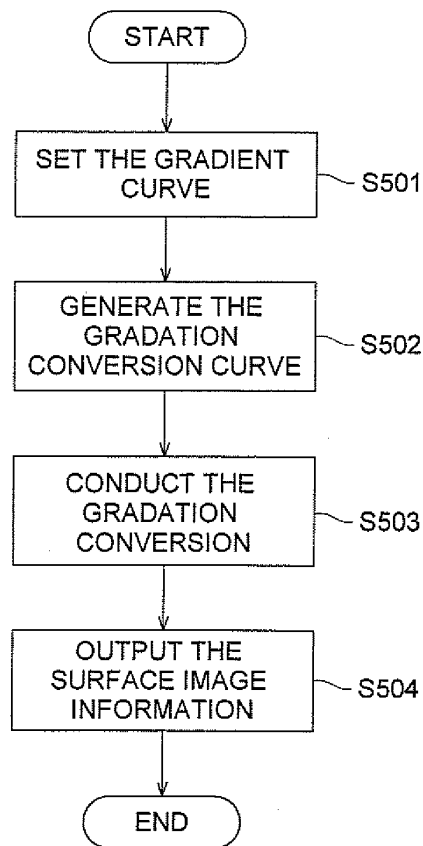 START
SET THE GRADIENT
CURVE
S501
GENERATE THE
GRADATION
CONVERSION CURVE
S502
CONDUCT THE
GRADATION
CONVERSION
S503
OUTPUT THE
SURFACE IMAGE
INFORMATION
S504
END